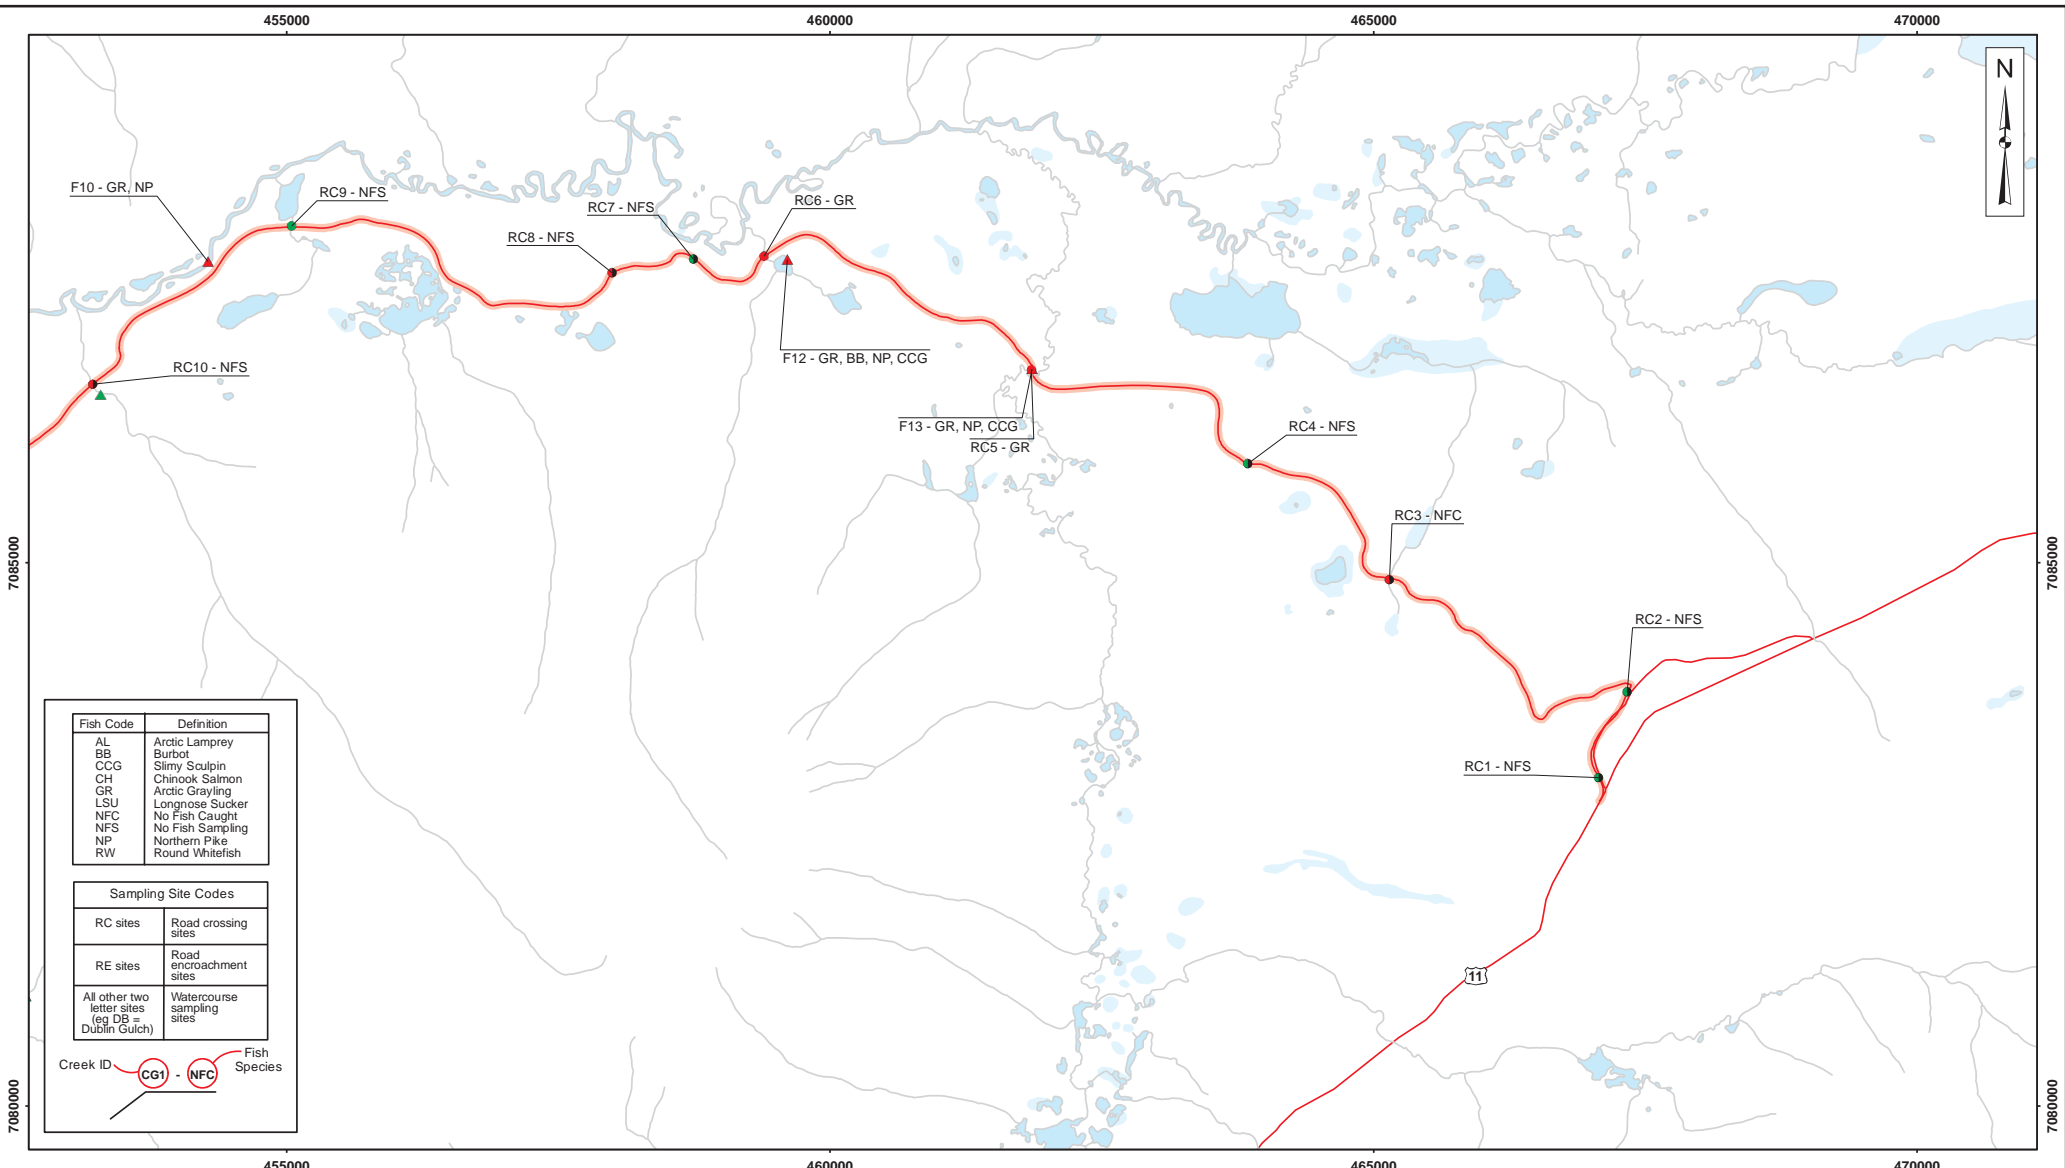 455000
460000
465000
470000
N
F10 - GR, NP
RC9 - NFS
RC7 - NFS
RC6 - GR
RC8 - NFS
F12 - GR, BB, NP, CCG
RC10 - NFS
F13 - GR, NP, CCG
RC5 - GR
RC4 - NFS
RC3 - NFC
7085000
7085000
RC2 - NFS
RC1 - NFS
11
Fish Code Definition
AL Arctic Lamprey
BB Burbot
CCG Slimy Sculpin
CH Chinook Salmon
GR Arctic Grayling
LSU Longnose Sucker
NFC No Fish Caught
NFS No Fish Sampling
NP Northern Pike
RW Round Whitefish
Sampling Site Codes
RC sites Road crossing
sites
RE sites Road
encroachment
sites
All other two
letter sites
(eg DB =
Dublin Gulch)
Watercourse
sampling
sites
Creek ID
CG1 - NFC
Fish
Species
7080000
7080000
455000
460000
465000
470000